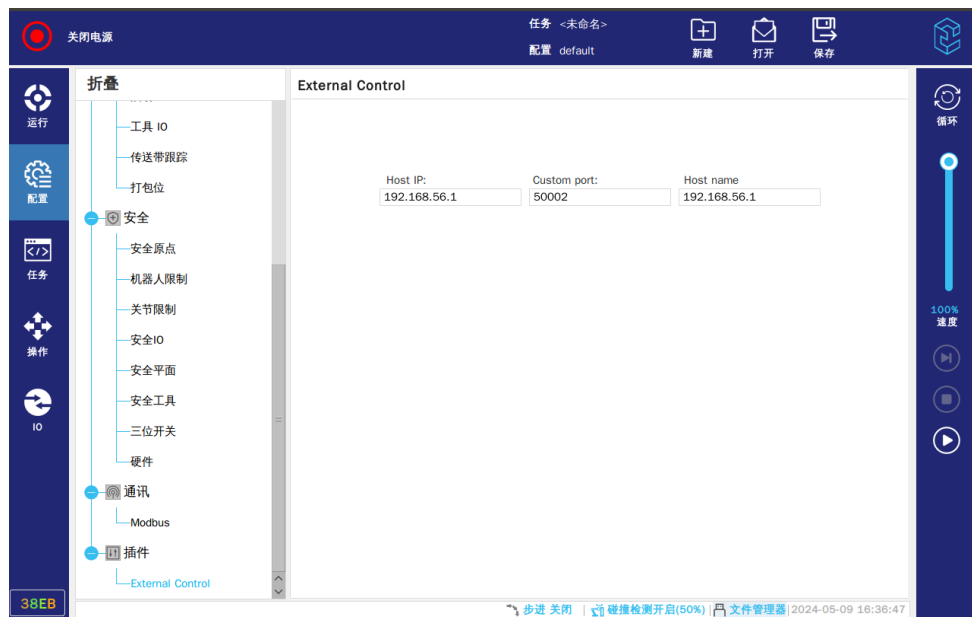 关闭电源
任务 <未命名>
配置 default
新建
打开
保存
运行
配置
任务
操作
IO
38EB
折叠
工具 IO
传送带跟踪
打包位
安全
安全原点
机器人限制
关节限制
安全IO
安全平面
安全工具
三位开关
硬件
通讯
Modbus
插件
External Control
External Control
Host IP: Custom port: Host name
192.168.56.1 50002 192.168.56.1
循环
100%
速度
步进 关闭 | 碰撞检测开启(50%) | 文件管理器 | 2024-05-09 16:36:47